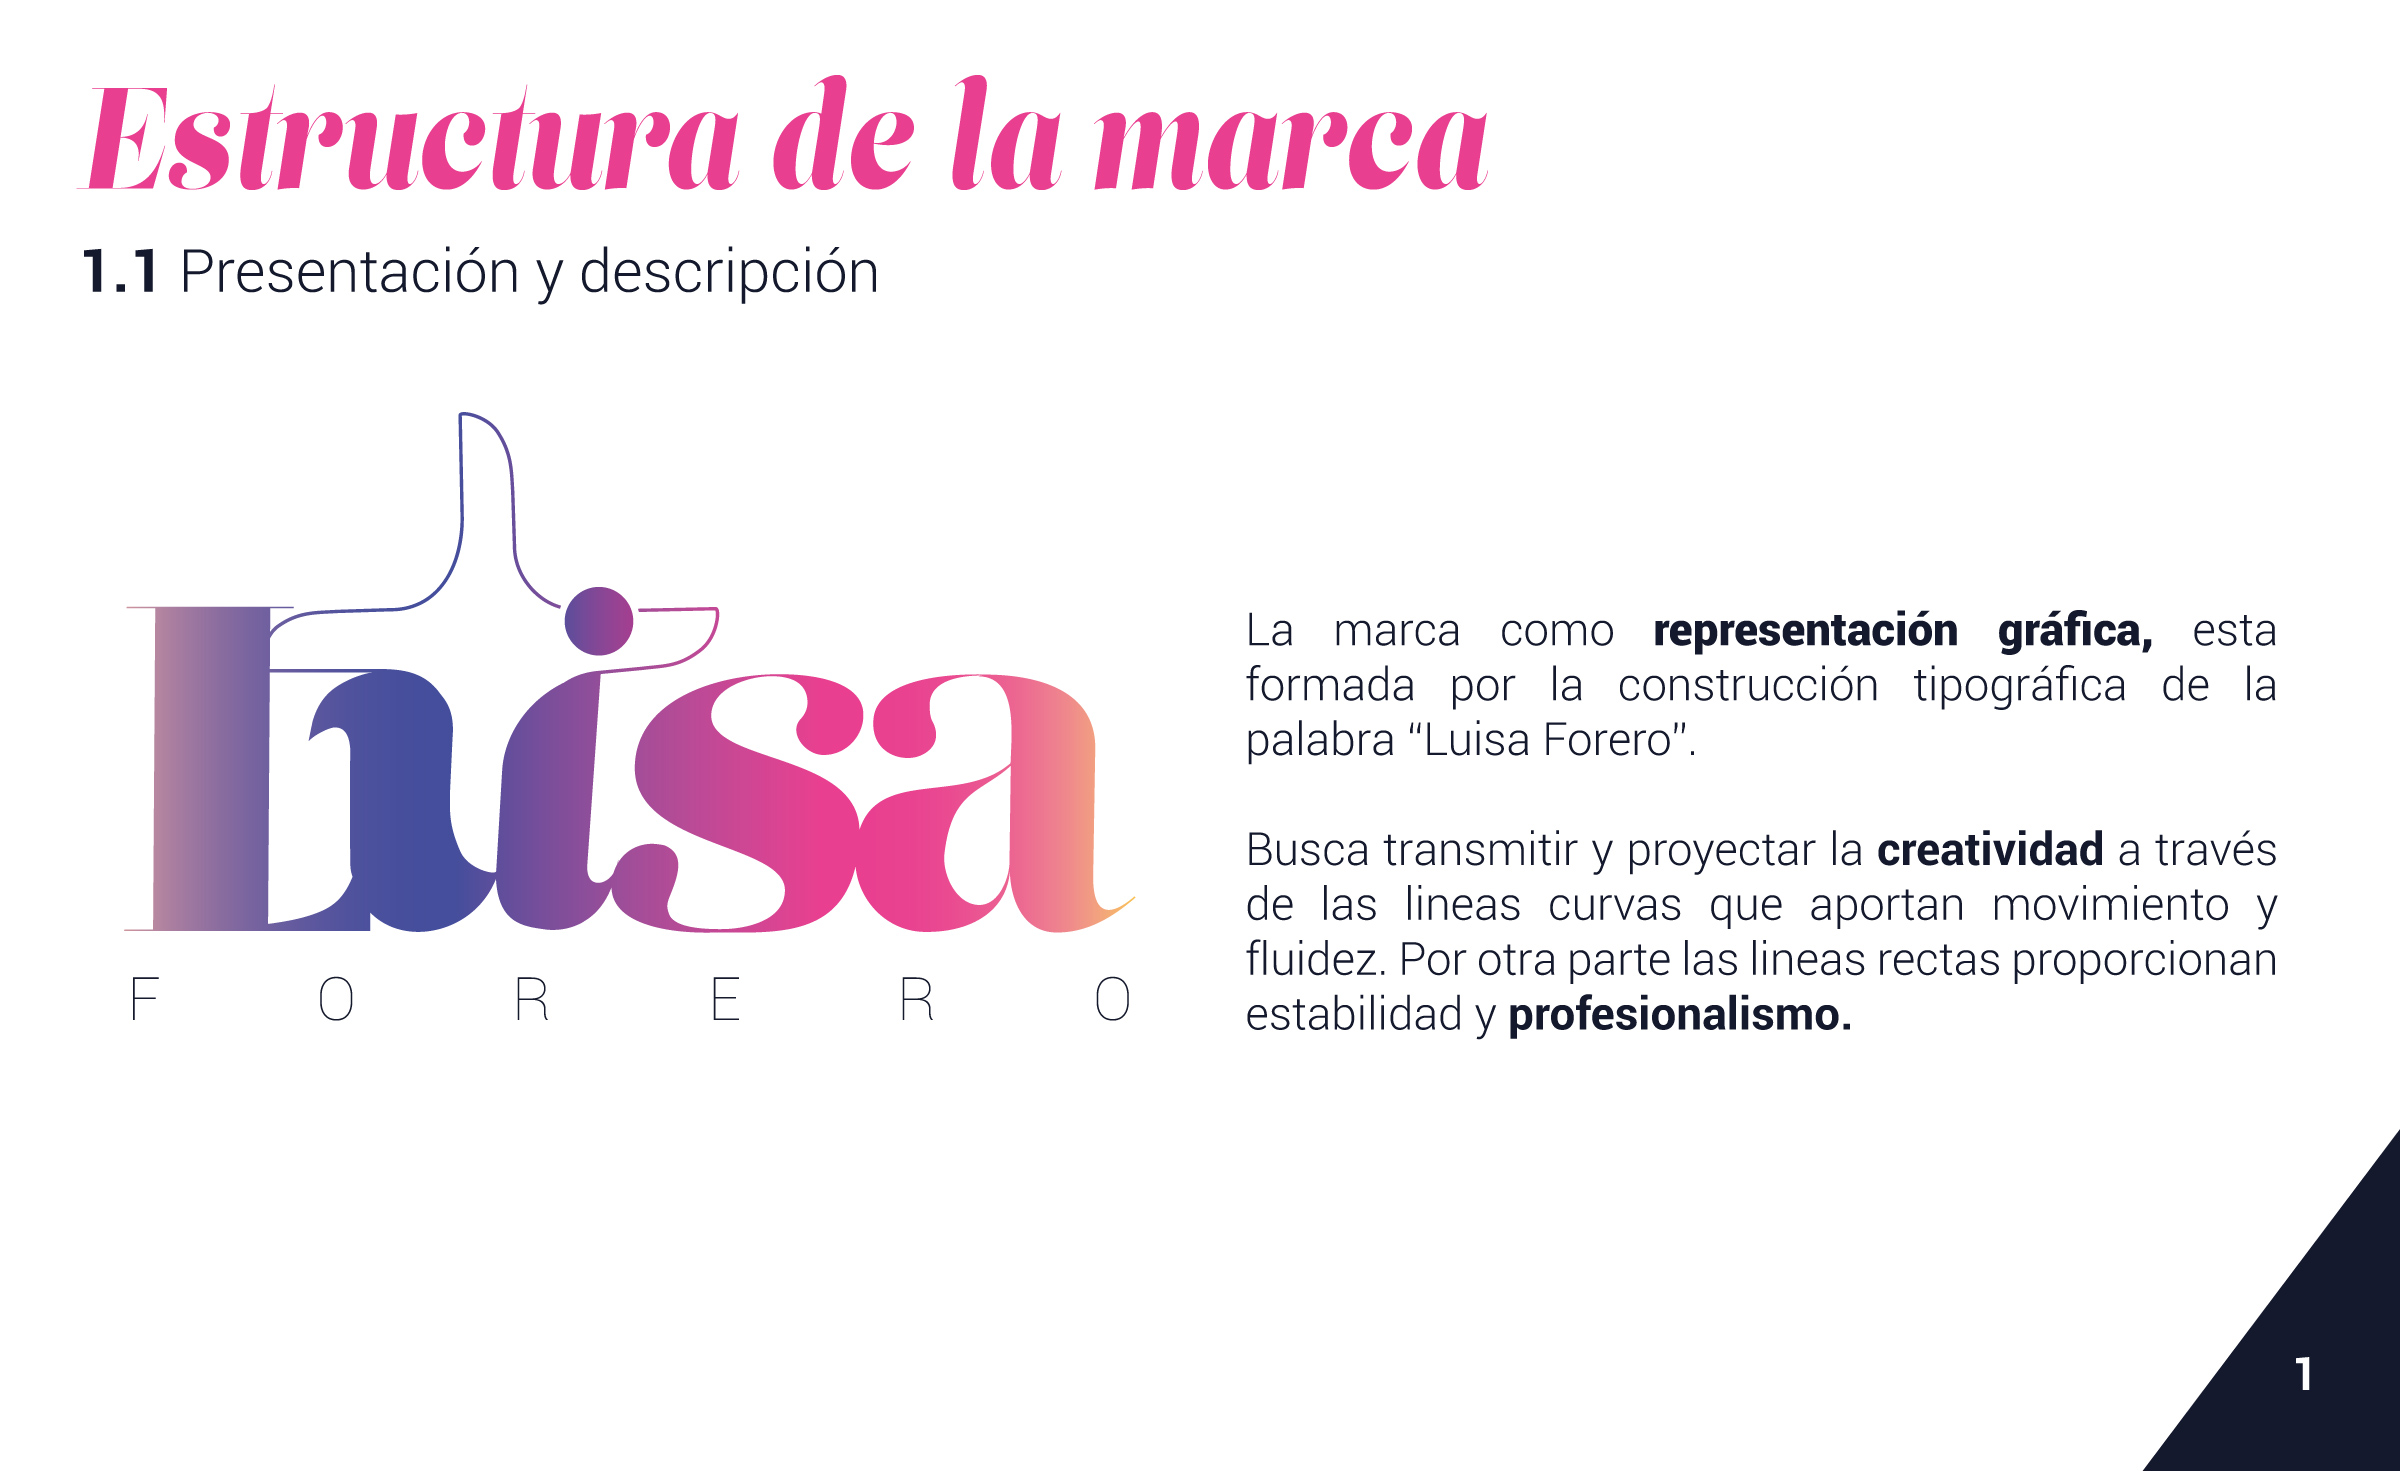 Estructura de la marca
1.1 Presentación y descripción
Luisa
FORERO
La marca como representación gráfica, esta
formada por la construcción tipográfica de la
palabra “Luisa Forero”.
Busca transmitir y proyectar la creatividad a través
de las lineas curvas que aportan movimiento y
fluidez. Por otra parte las lineas rectas proporcionan
estabilidad y profesionalismo.
1